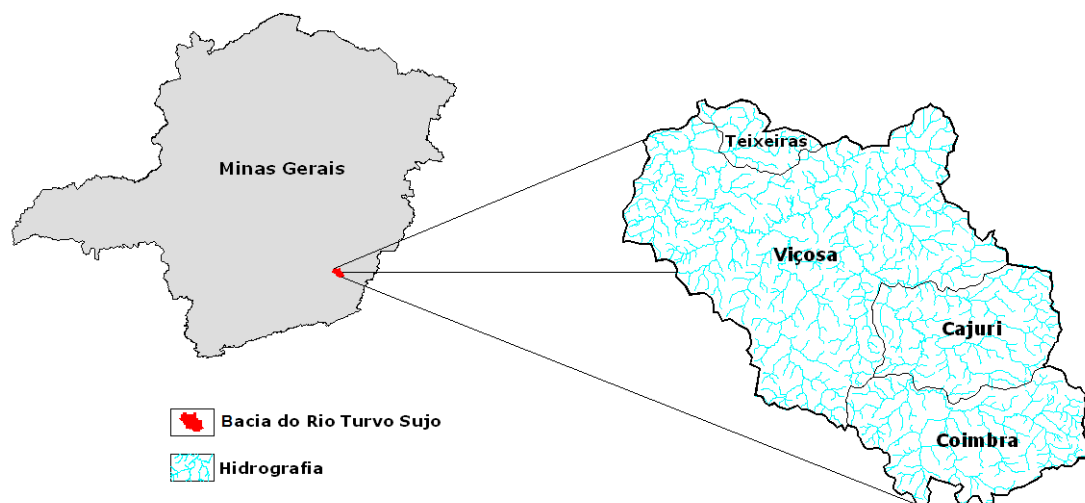 Minas Gerais
Teixeiras
Viçosa
Cajuri
Coimbra
Bacia do Rio Turvo Sujo
Hidrografia